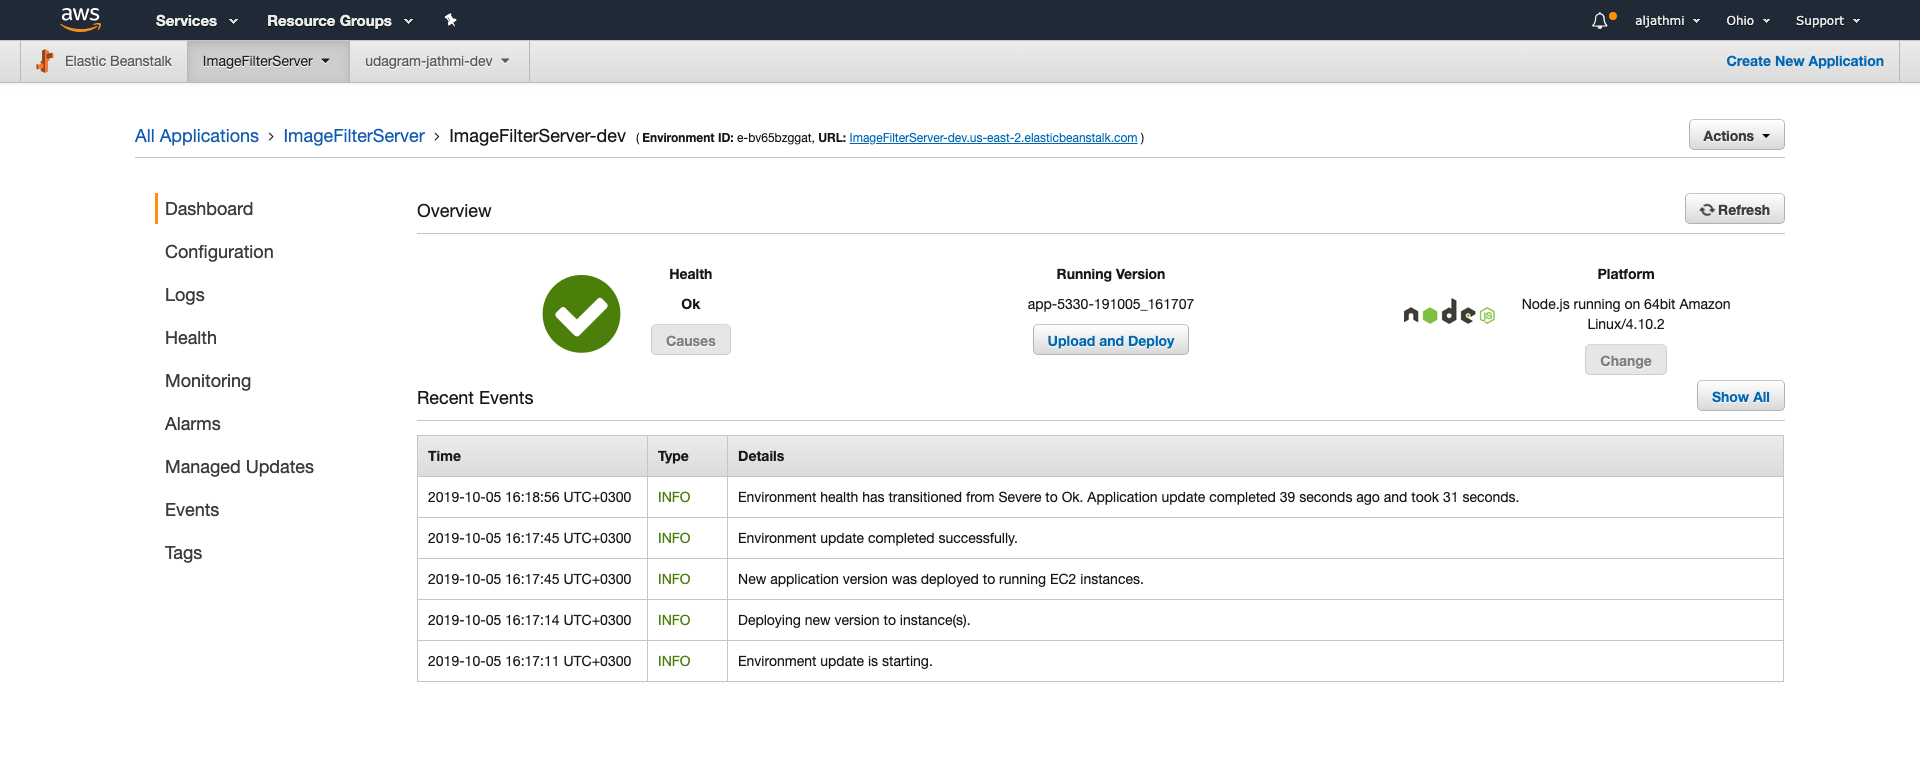 aws Services Resource Groups aljathmi Ohio Support
Elastic Beanstalk ImageFilterServer udagram-jathmi-dev Create New Application
All Applications › ImageFilterServer › ImageFilterServer-dev ( Environment ID: e-bv65bzggat, URL: ImageFilterServer-dev.us-east-2.elasticbeanstalk.com ) Actions
Dashboard
Configuration
Logs
Health
Monitoring
Alarms
Managed Updates
Events
Tags
Overview Refresh
Health
Ok
Causes
Running Version
app-5330-191005_161707
Upload and Deploy
node JS
Platform
Node.js running on 64bit Amazon
Linux/4.10.2
Change
Recent Events Show All
Time Type Details
2019-10-05 16:18:56 UTC+0300 INFO Environment health has transitioned from Severe to Ok. Application update completed 39 seconds ago and took 31 seconds.
2019-10-05 16:17:45 UTC+0300 INFO Environment update completed successfully.
2019-10-05 16:17:45 UTC+0300 INFO New application version was deployed to running EC2 instances.
2019-10-05 16:17:14 UTC+0300 INFO Deploying new version to instance(s).
2019-10-05 16:17:11 UTC+0300 INFO Environment update is starting.